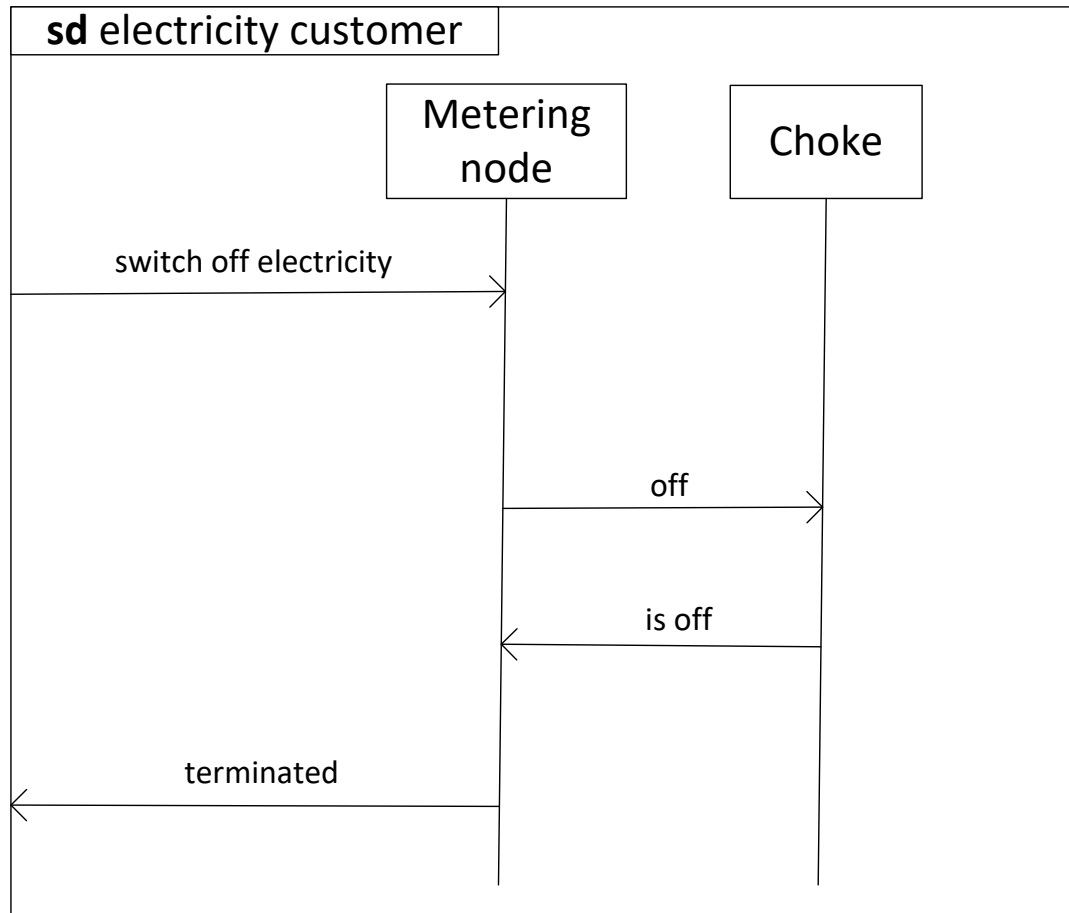 sd electricity customer
Metering
node
Choke
switch off electricity
off
is off
terminated